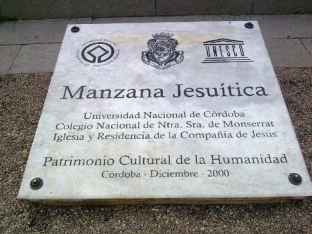 UNESCO
Manzana Jesuítica
Universidad Nacional de Córdoba
Colegio Nacional de Ntra. Sra. de Monserrat
Iglesia y Residencia de la Compañia de Jesús
Patrimonio Cultural de la Humanidad
Córdoba - Diciembre - 2000